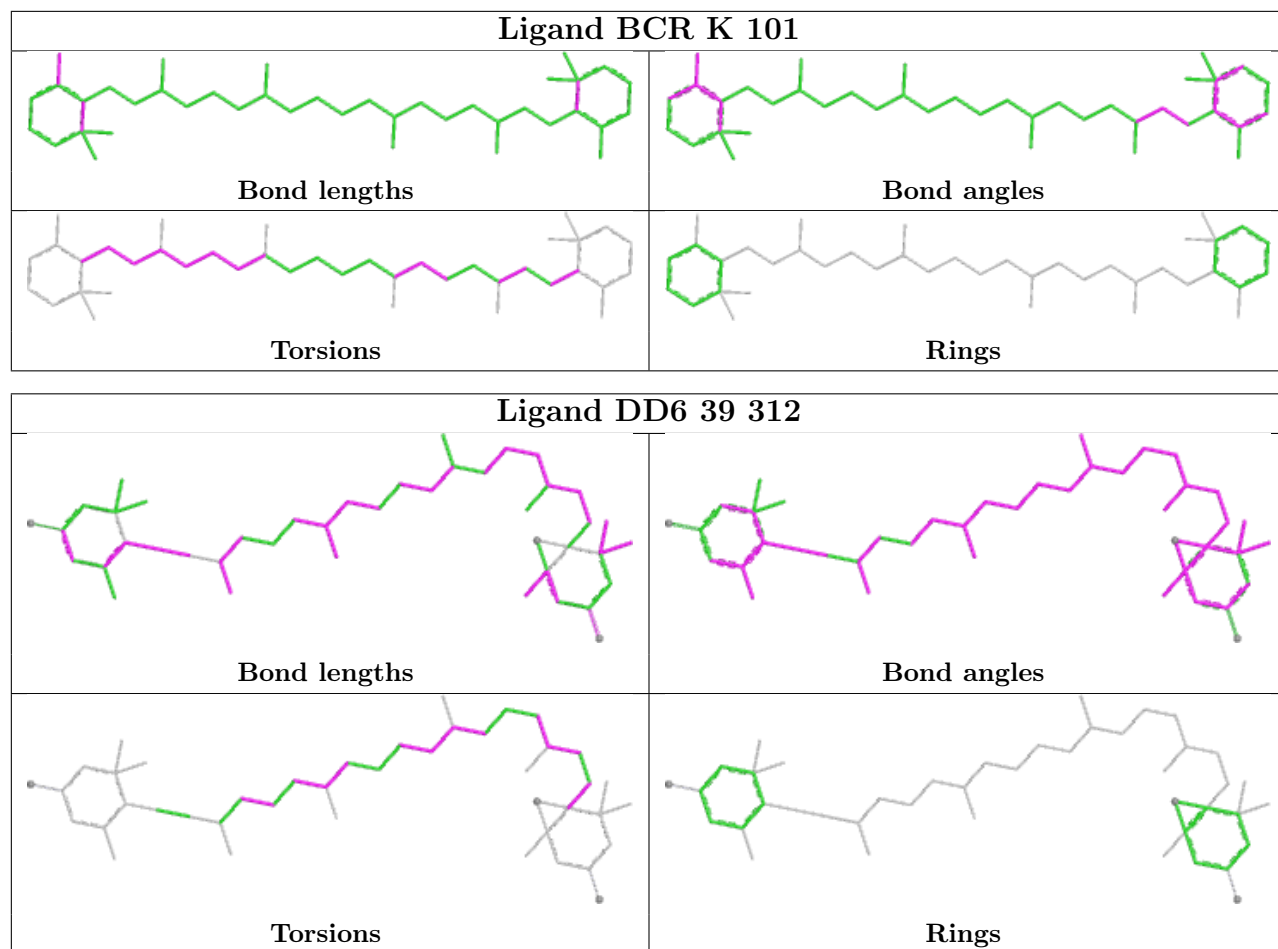 Ligand BCR K 101
Bond lengths
Bond angles
Torsions
Rings
Ligand DD6 39 312
Bond lengths
Bond angles
Torsions
Rings